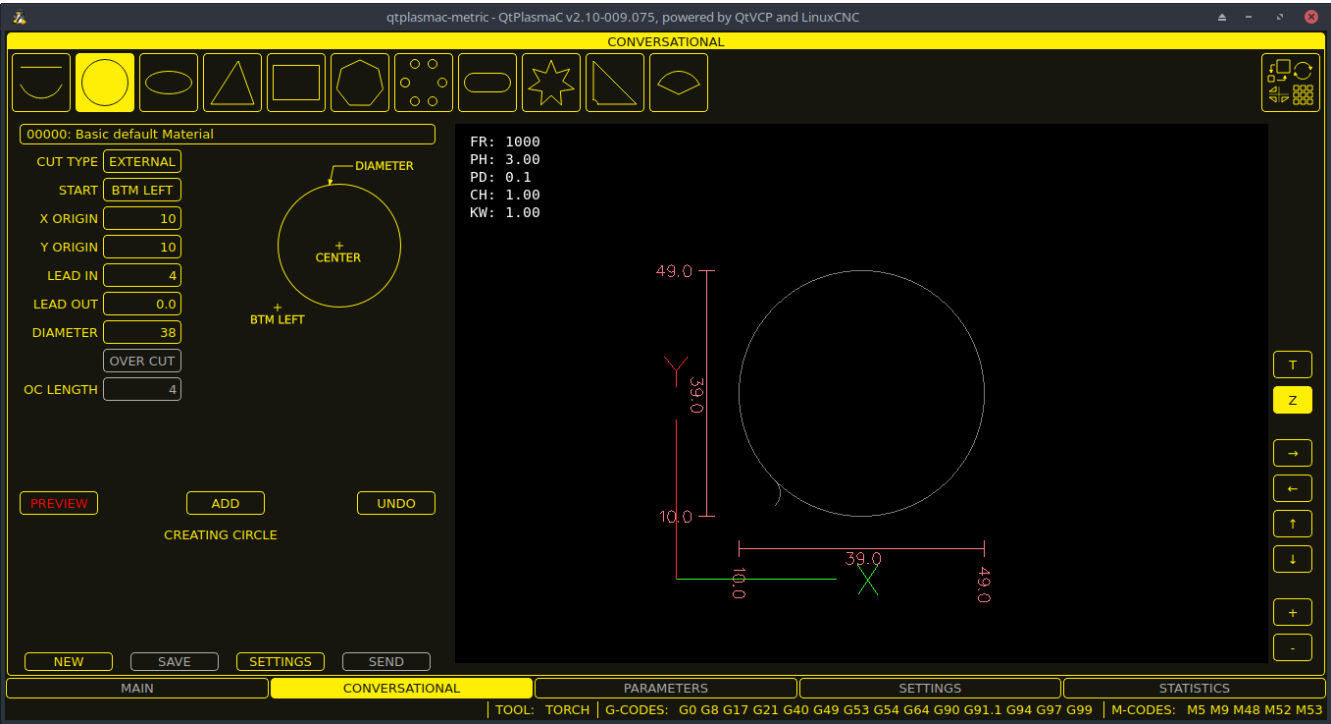 qtplasmac-metric - QtPlasmaC v2.10-009.075, powered by QtVCP and LinuxCNC
CONVERSATIONAL
00000: Basic default Material
CUT TYPE EXTERNAL
START BTM LEFT
X ORIGIN 10
Y ORIGIN 10
LEAD IN 4
LEAD OUT 0.0
DIAMETER 38
OVER CUT
OC LENGTH 4
DIAMETER
CENTER
BTM LEFT
PREVIEW ADD UNDO
CREATING CIRCLE
NEW SAVE SETTINGS SEND
FR: 1000
PH: 3.00
PD: 0.1
CH: 1.00
KW: 1.00
49.0
Y
39.0
10.0
39.0
10.0 X 49.0
T
Z
→
←
↑
↓
+
-
MAIN CONVERSATIONAL PARAMETERS SETTINGS STATISTICS
TOOL: TORCH G-CODES: G0 G8 G17 G21 G40 G49 G53 G54 G64 G90 G91.1 G94 G97 G99 M-CODES: M5 M9 M48 M52 M53